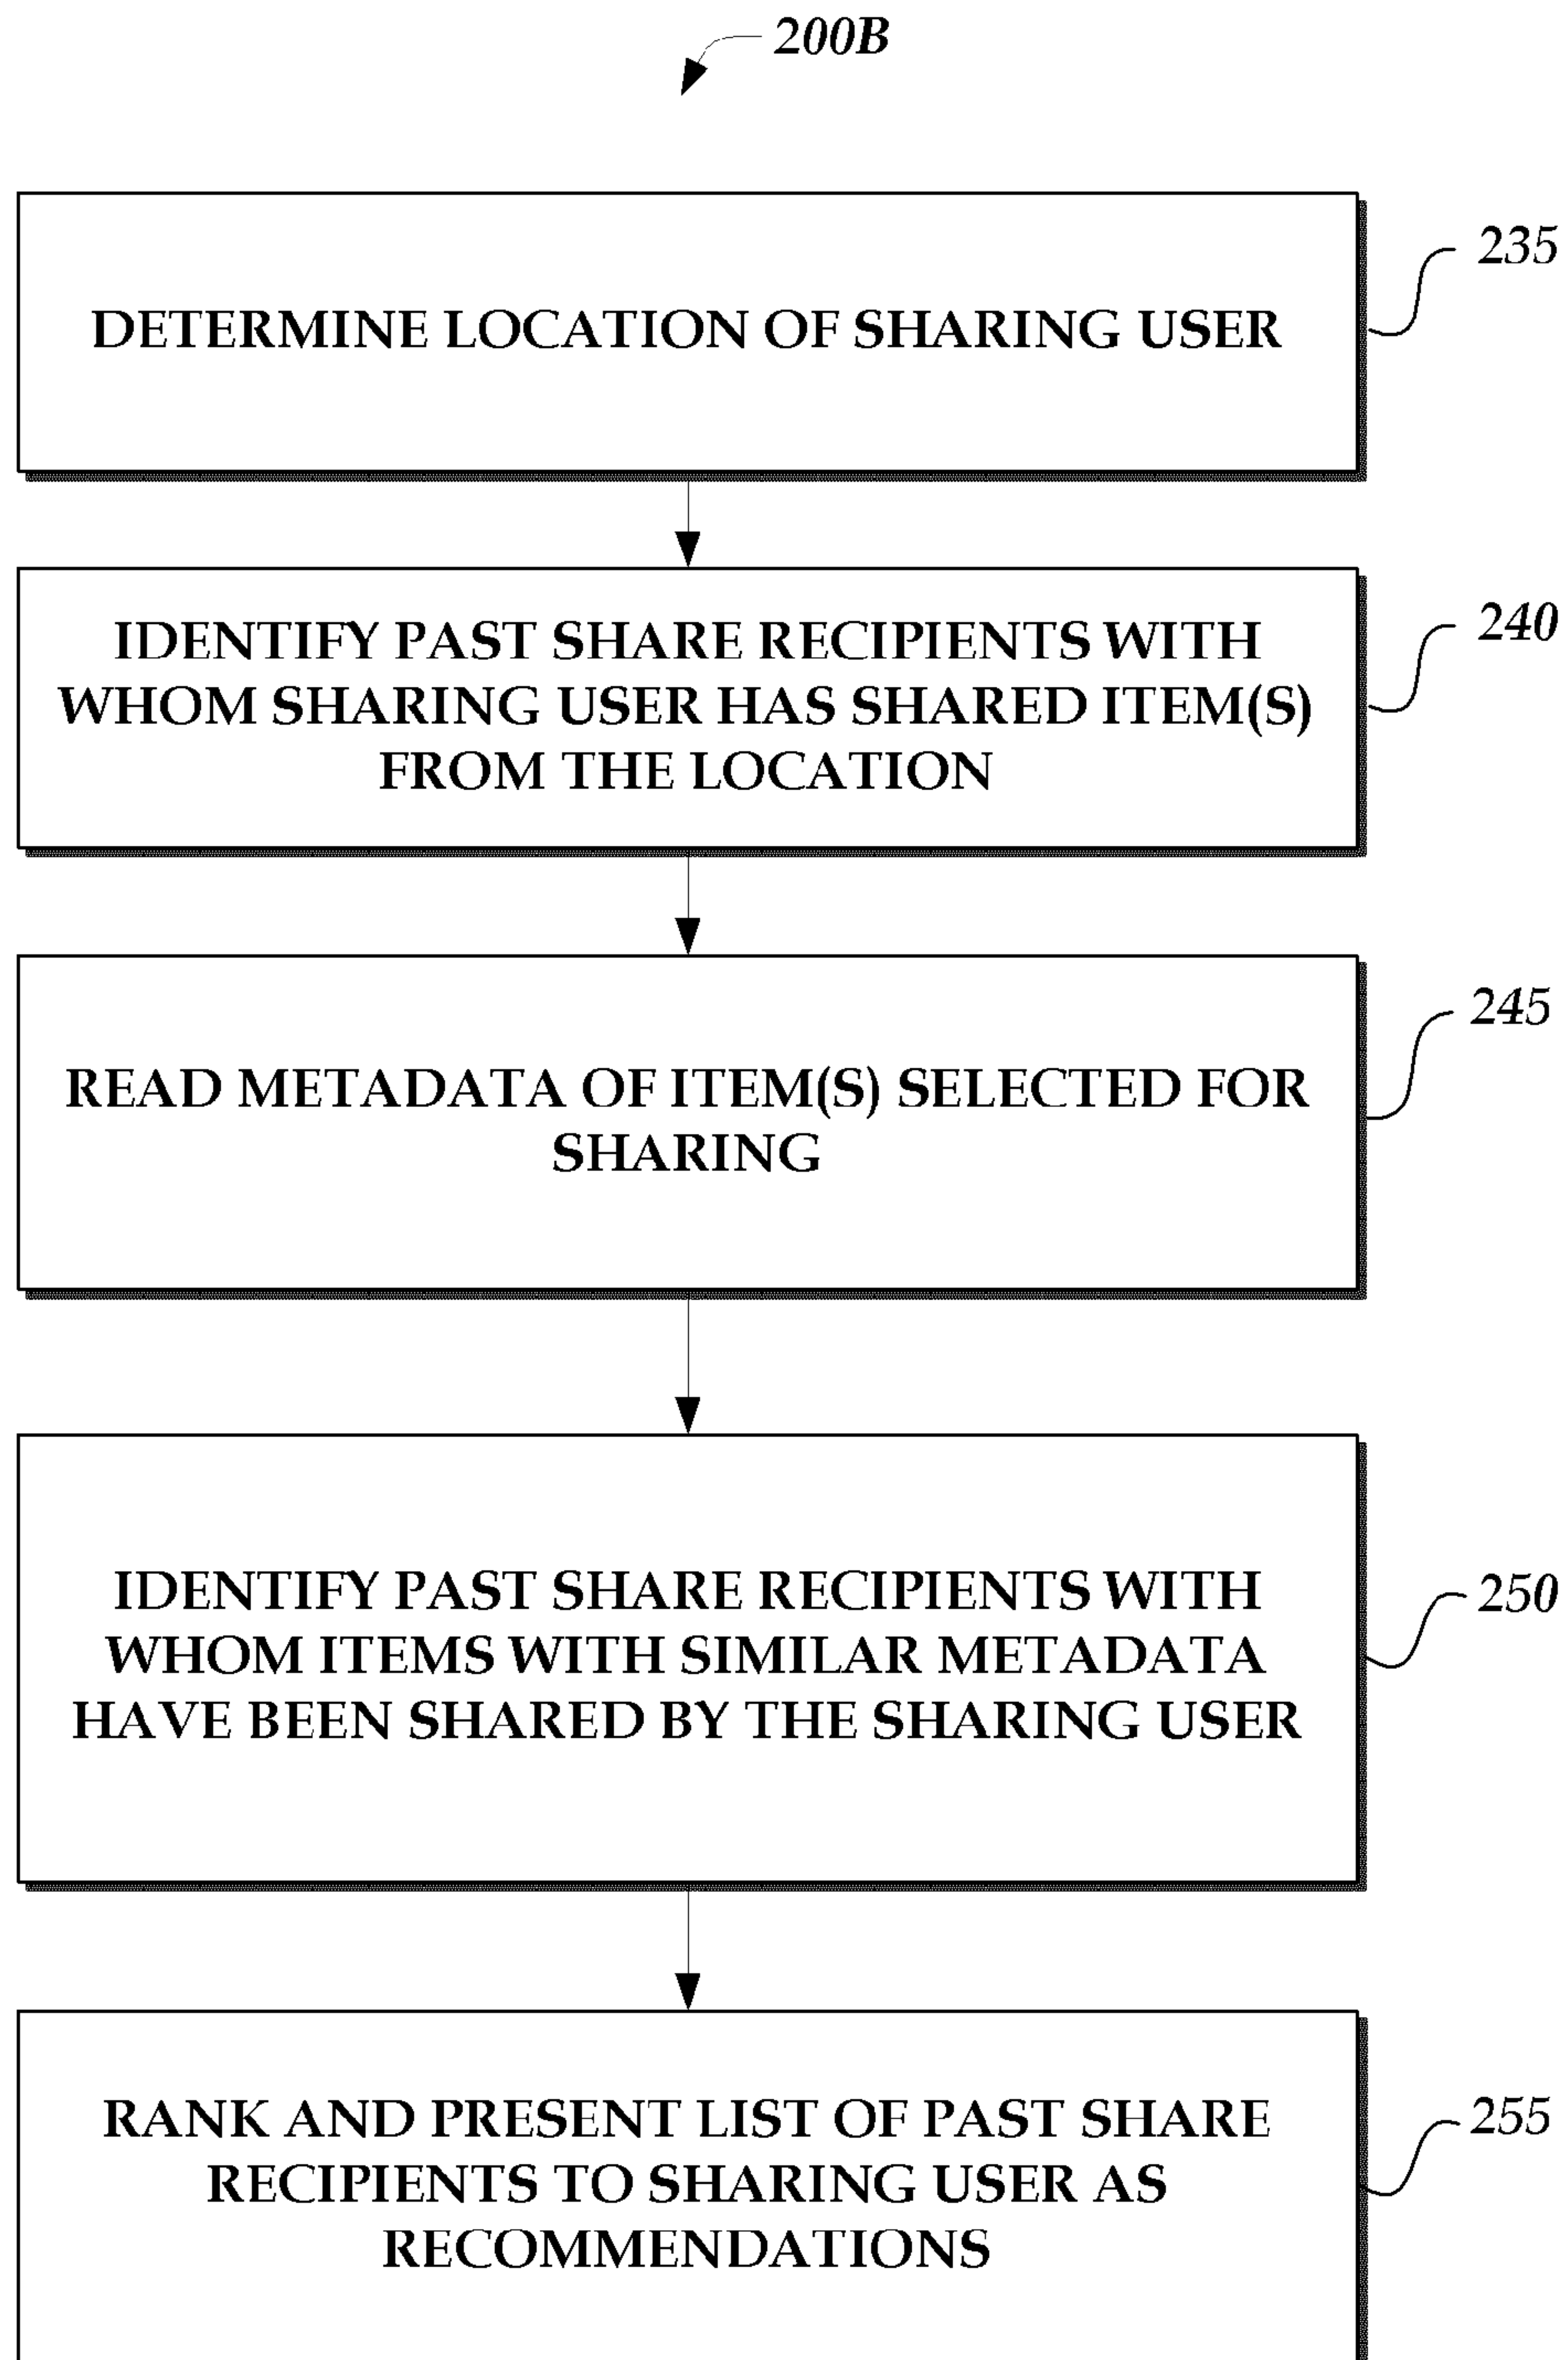 200B
DETERMINE LOCATION OF SHARING USER
235
IDENTIFY PAST SHARE RECIPIENTS WITH
WHOM SHARING USER HAS SHARED ITEM(S)
FROM THE LOCATION
240
READ METADATA OF ITEM(S) SELECTED FOR
SHARING
245
IDENTIFY PAST SHARE RECIPIENTS WITH
WHOM ITEMS WITH SIMILAR METADATA
HAVE BEEN SHARED BY THE SHARING USER
250
RANK AND PRESENT LIST OF PAST SHARE
RECIPIENTS TO SHARING USER AS
RECOMMENDATIONS
255